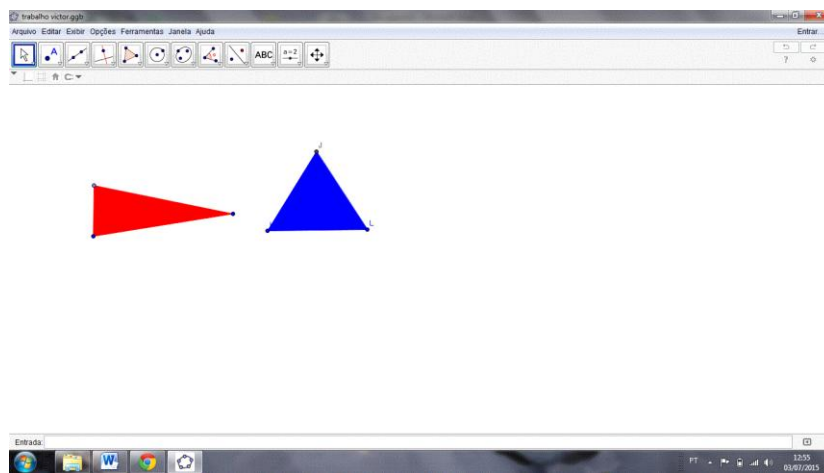 trabalho victor.ggb
Arquivo Editar Exibir Opções Ferramentas Janela Ajuda
Entrar...
A
ABC
a=2
?
J
L
Entrada:
W
PT
12:55
03/07/2015